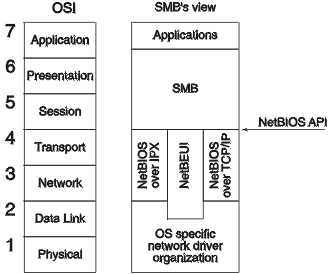 OSI
SMB's view
7
Application
6
Presentation
5
Session
4
Transport
3
Network
2
Data Link
1
Physical
Applications
SMB
NetBIOS API
NetBIOS
over IPX
NetBEUI
NetBIOS
over TCP/IP
OS specific
network driver
organization